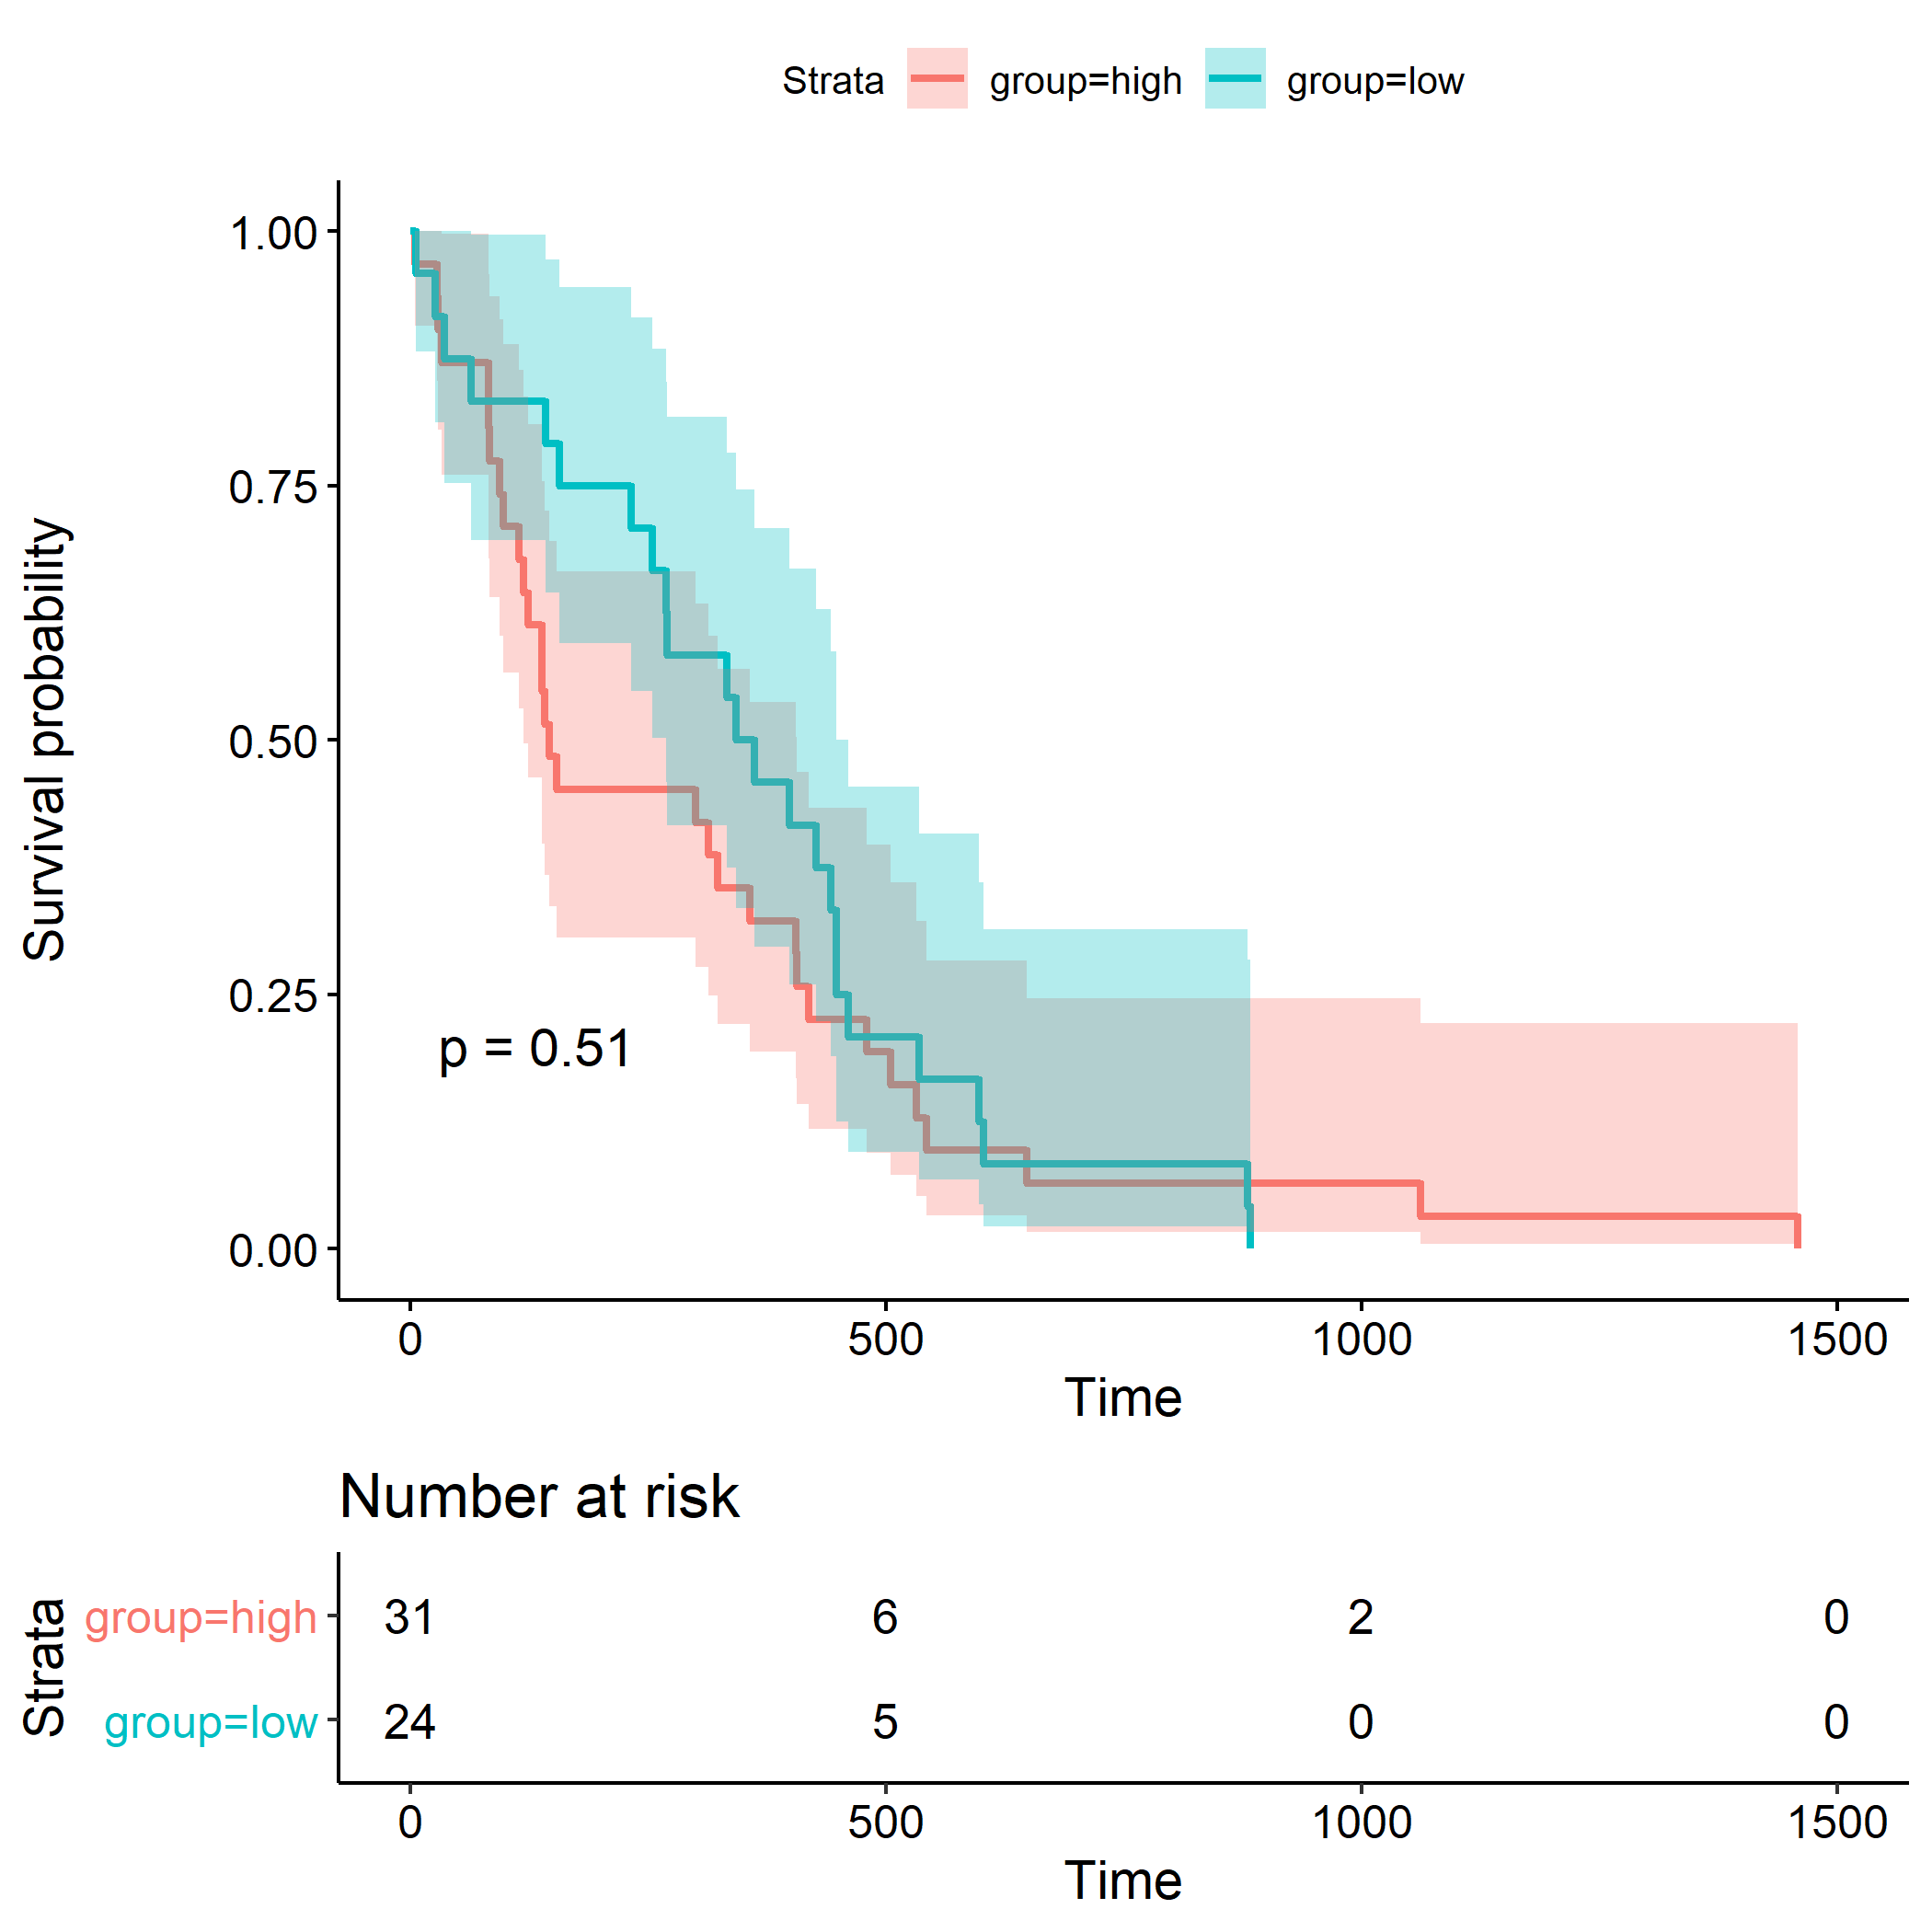 Strata group=high group=low
Survival probability
1.00
0.75
0.50
0.25
0.00
p = 0.51
0 500 1000 1500
Time
Number at risk
Strata
group=high 31 6 2 0
group=low 24 5 0 0
0 500 1000 1500
Time